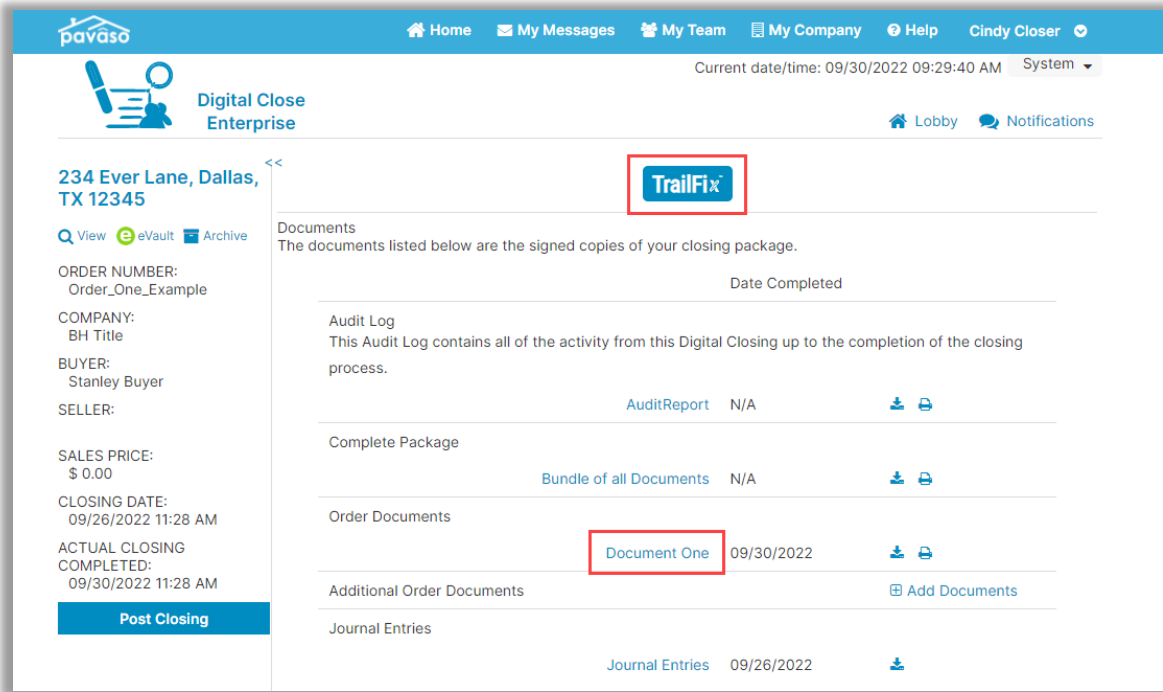 pavaso
Home My Messages My Team My Company Help Cindy Closer
Current date/time: 09/30/2022 09:29:40 AM System
Digital Close
Enterprise
Lobby Notifications
<<
234 Ever Lane, Dallas,
TX 12345
View eVault Archive
ORDER NUMBER:
Order_One_Example
COMPANY:
BH Title
BUYER:
Stanley Buyer
SELLER:
SALES PRICE:
$ 0.00
CLOSING DATE:
09/26/2022 11:28 AM
ACTUAL CLOSING
COMPLETED:
09/30/2022 11:28 AM
Post Closing
TrailFix
Documents
The documents listed below are the signed copies of your closing package.
Date Completed
Audit Log
This Audit Log contains all of the activity from this Digital Closing up to the completion of the closing
process.
AuditReport N/A
Complete Package
Bundle of all Documents N/A
Order Documents
Document One 09/30/2022
Additional Order Documents Add Documents
Journal Entries
Journal Entries 09/26/2022